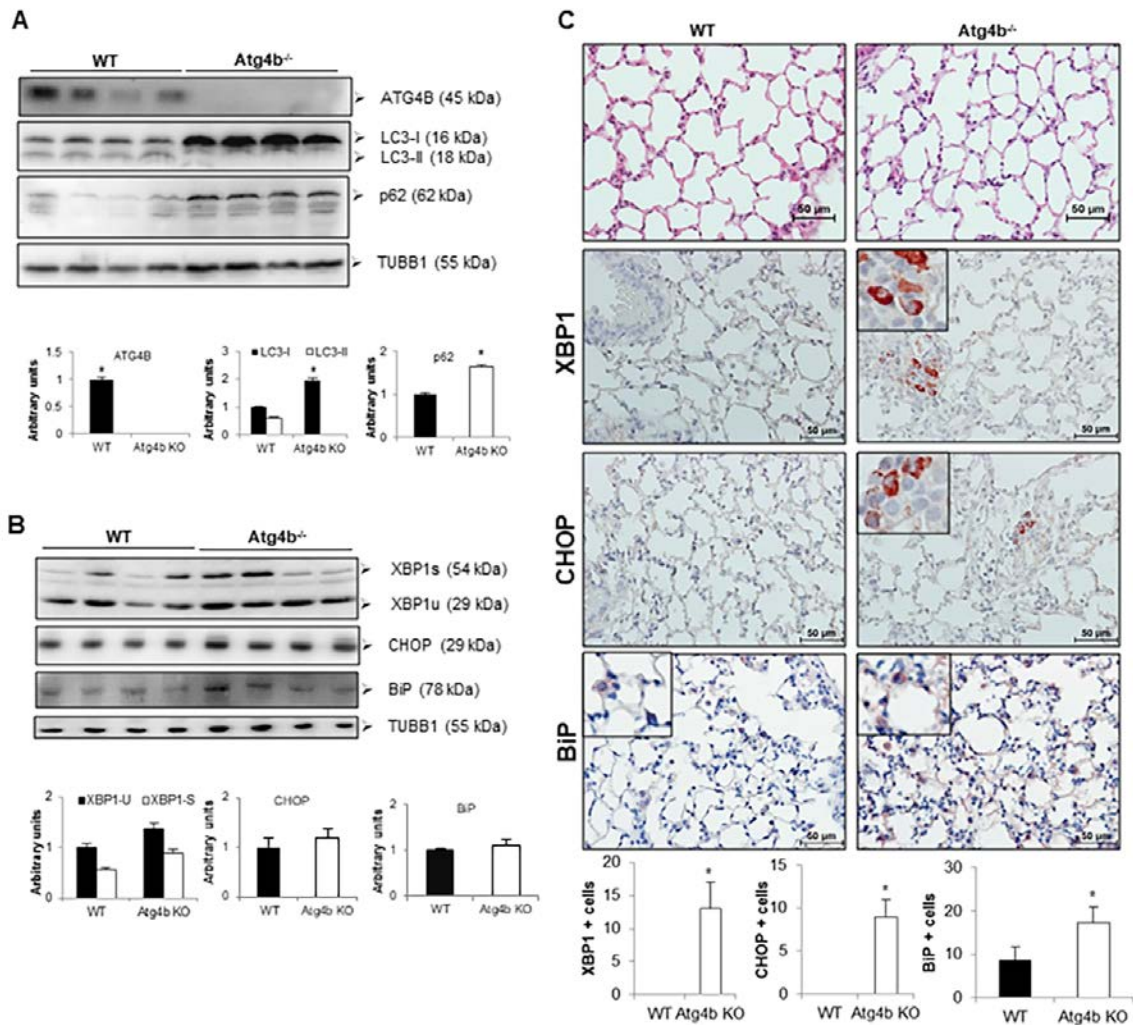 A
WT Atg4b-/-
ATG4B (45 kDa)
LC3-I (16 kDa)
LC3-II (18 kDa)
p62 (62 kDa)
TUBB1 (55 kDa)
ATG4B
Arbitrary units
1.5
1
0.5
0
*
WT Atg4b KO
LC3-I LC3-II
Arbitrary units
3
2
1
0
*
WT Atg4b KO
p62
Arbitrary units
2
1
0
*
WT Atg4b KO
B
WT Atg4b-/-
XBP1s (54 kDa)
XBP1u (29 kDa)
CHOP (29 kDa)
BiP (78 kDa)
TUBB1 (55 kDa)
XBP1-U XBP1-S
Arbitrary units
2
1
0
WT Atg4b KO
CHOP
Arbitrary units
2
1
0
WT Atg4b KO
BiP
Arbitrary units
2
1
0
WT Atg4b KO
C
WT Atg4b-/-
50 µm 50 µm
XBP1
50 µm 50 µm
CHOP
50 µm 50 µm
BiP
50 µm 50 µm
XBP1 + cells
20
15
10
5
0
*
WT Atg4b KO
CHOP + cells
15
10
5
0
*
WT Atg4b KO
BiP + cells
30
20
10
0
*
WT Atg4b KO